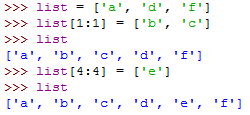 >>> list = ['a', 'd', 'f']
>>> list[1:1] = ['b', 'c']
>>> list
['a', 'b', 'c', 'd', 'f']
>>> list[4:4] = ['e']
>>> list
['a', 'b', 'c', 'd', 'e', 'f']